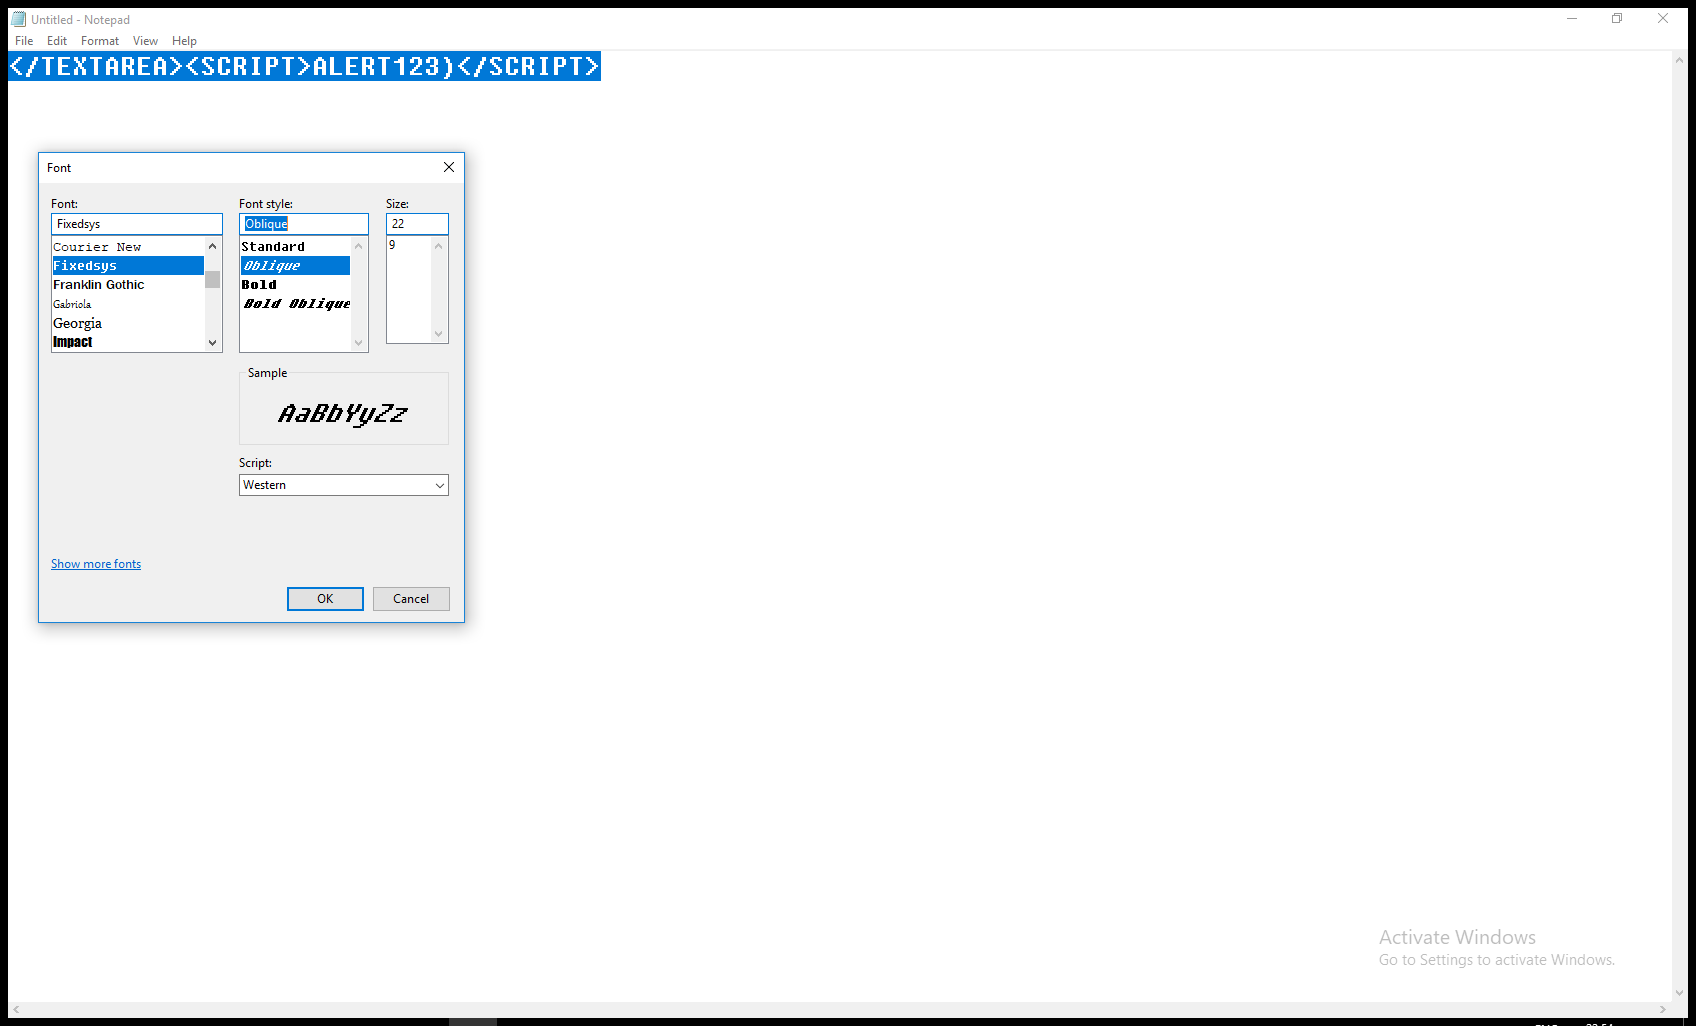 Untitled - Notepad
File Edit Format View Help
</TEXTAREA><SCRIPT>ALERT123)</SCRIPT>
Font
Font: Font style: Size:
Fixedsys Oblique 22
Courier New Standard 9
Fixedsys Oblique
Franklin Gothic Bold
Gabriola Bold Oblique
Georgia
Impact
Sample
AaBbYyZz
Script:
Western
Show more fonts
OK Cancel
Activate Windows
Go to Settings to activate Windows.